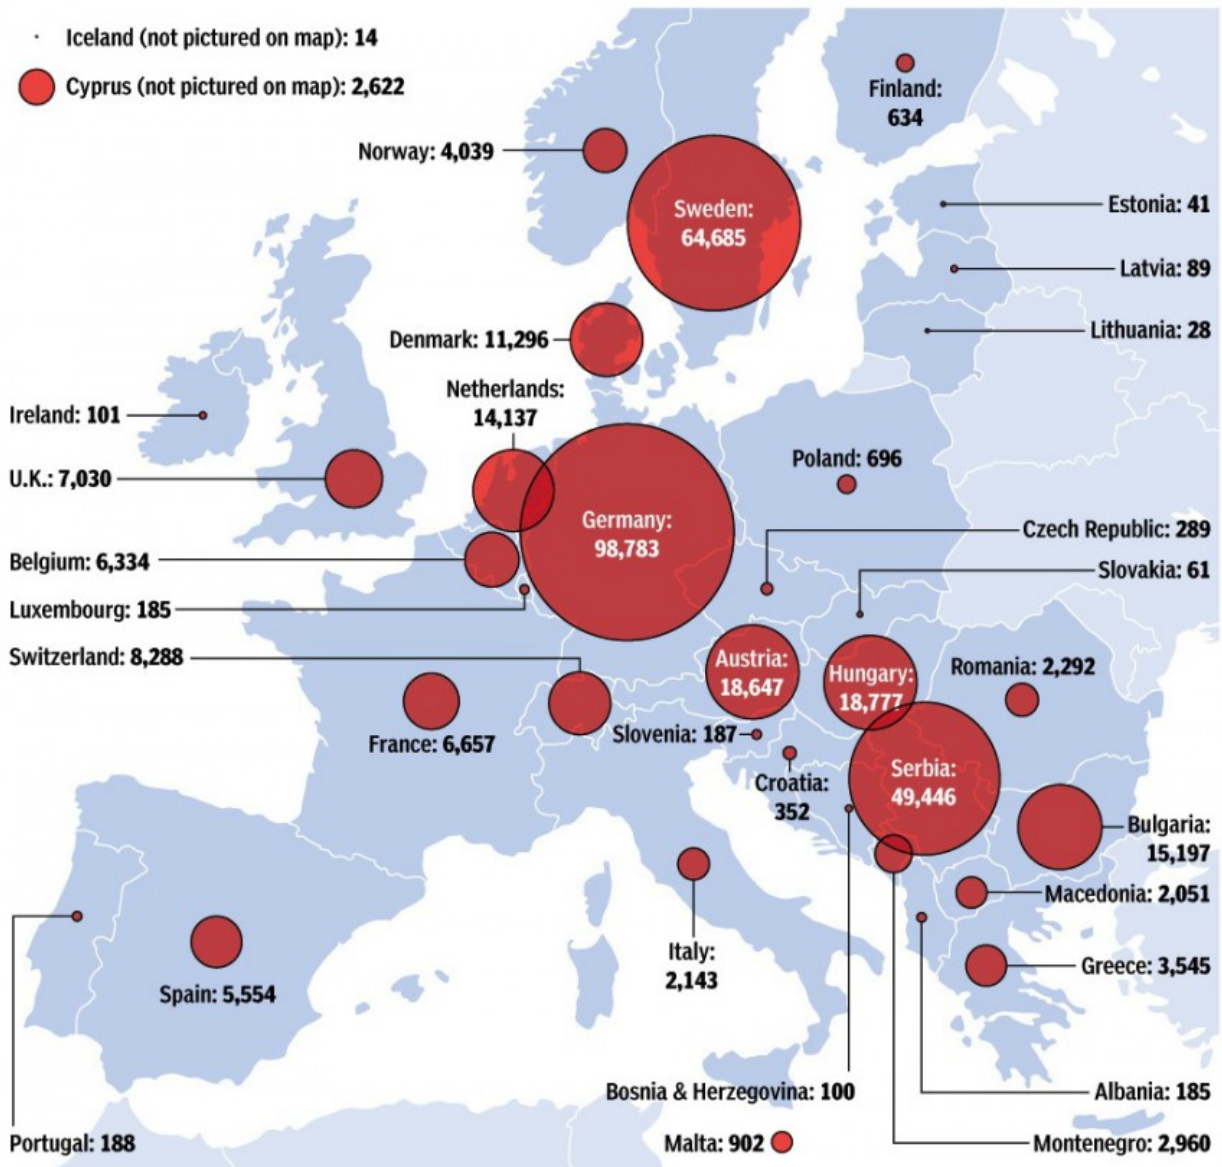 Iceland (not pictured on map): 14
Cyprus (not pictured on map): 2,622
Finland:
634
Norway: 4,039
Sweden:
64,685
Estonia: 41
Latvia: 89
Lithuania: 28
Denmark: 11,296
Netherlands:
14,137
Ireland: 101
U.K.: 7,030
Poland: 696
Germany:
98,783
Czech Republic: 289
Belgium: 6,334
Slovakia: 61
Luxembourg: 185
Switzerland: 8,288
Austria:
18,647
Hungary:
18,777
Romania: 2,292
Slovenia: 187
France: 6,657
Croatia:
352
Serbia:
49,446
Bulgaria:
15,197
Macedonia: 2,051
Italy:
2,143
Greece: 3,545
Spain: 5,554
Bosnia & Herzegovina: 100
Albania: 185
Portugal: 188
Malta: 902
Montenegro: 2,960